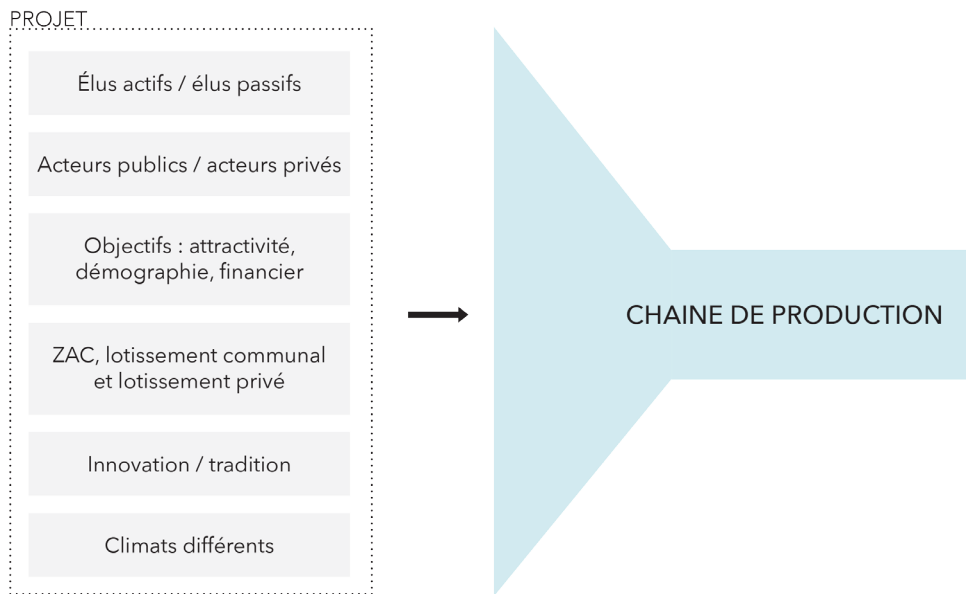 PROJET
Élus actifs / élus passifs
Acteurs publics / acteurs privés
Objectifs : attractivité,
démographie, financier
ZAC, lotissement communal
et lotissement privé
Innovation / tradition
Climats différents
CHAINE DE PRODUCTION